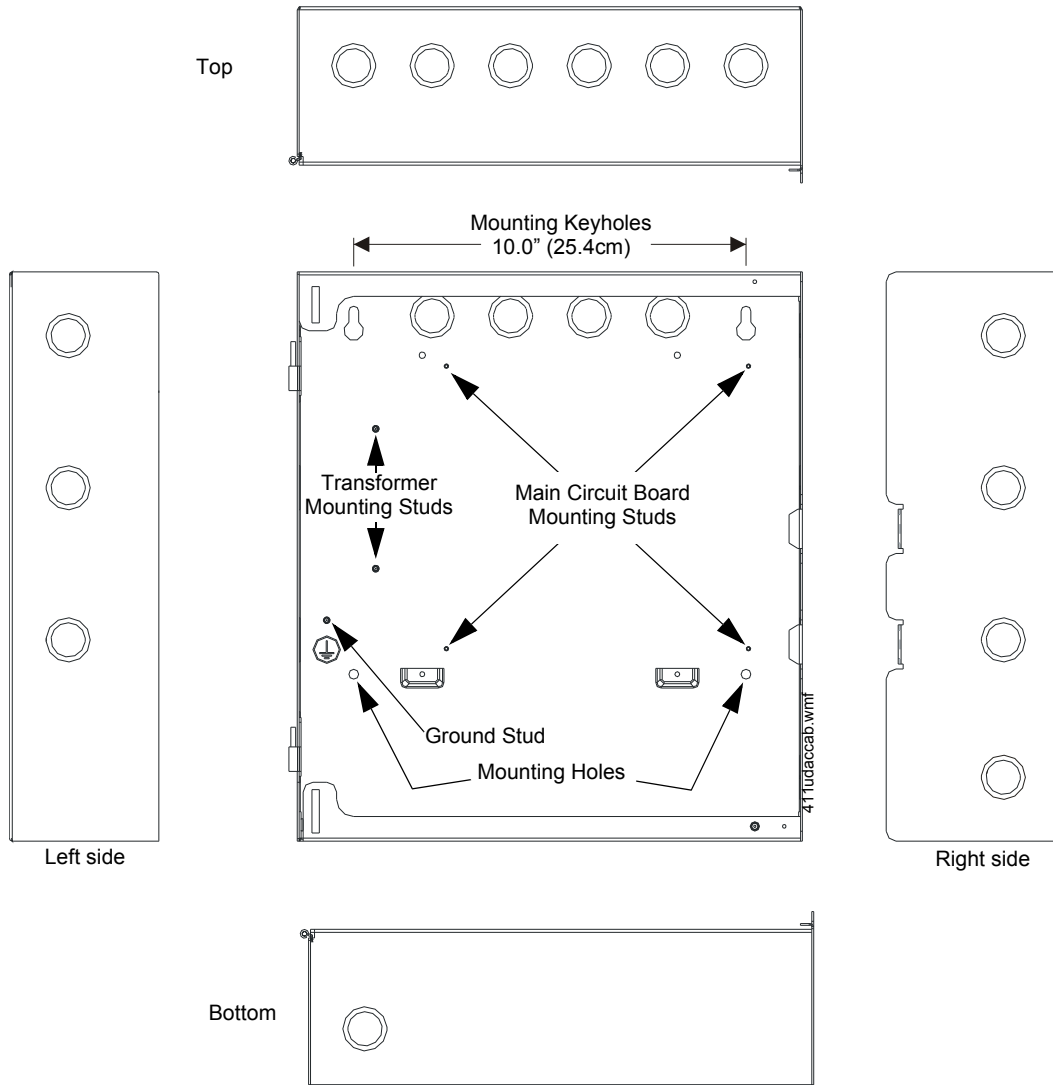 Top
Mounting Keyholes
10.0” (25.4cm)
Transformer
Mounting Studs
Main Circuit Board
Mounting Studs
Ground Stud
Mounting Holes
411udaccab.wmf
Left side
Right side
Bottom